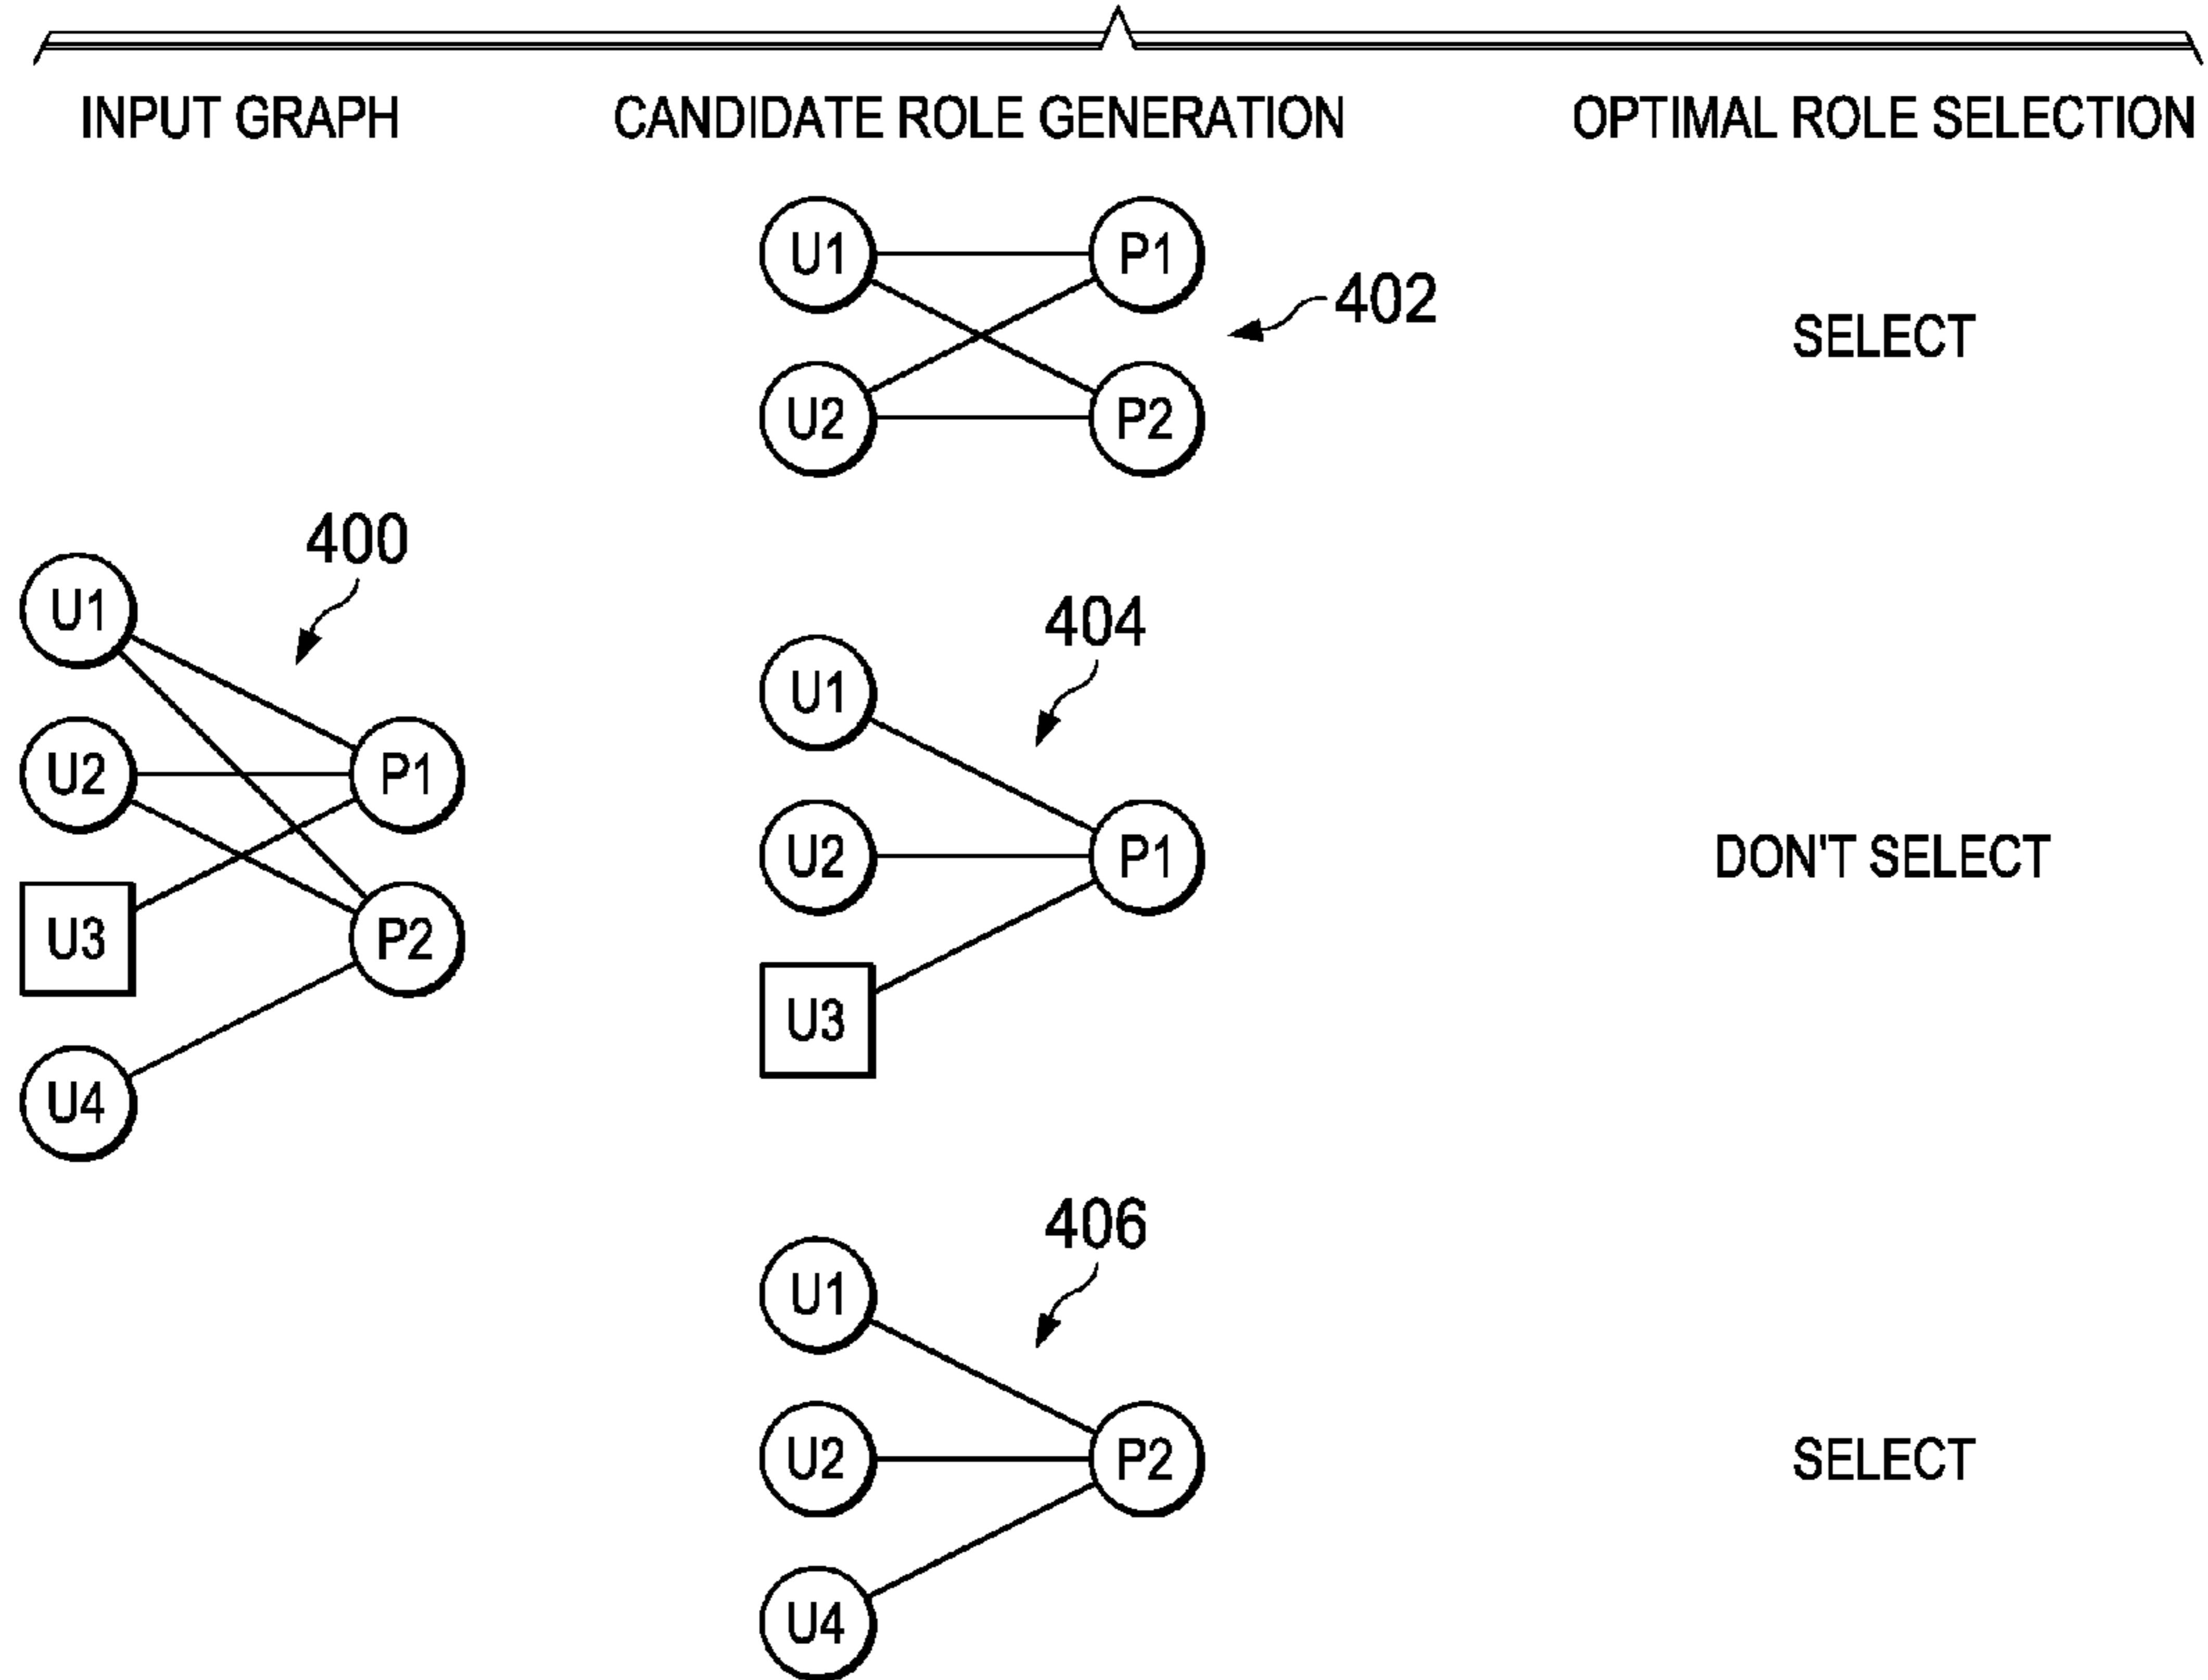 INPUT GRAPH
CANDIDATE ROLE GENERATION
OPTIMAL ROLE SELECTION
U1
P1
402
U2
P2
SELECT
400
U1
U2
P1
U3
P2
U4
404
U1
U2
P1
U3
DON'T SELECT
406
U1
U2
P2
U4
SELECT